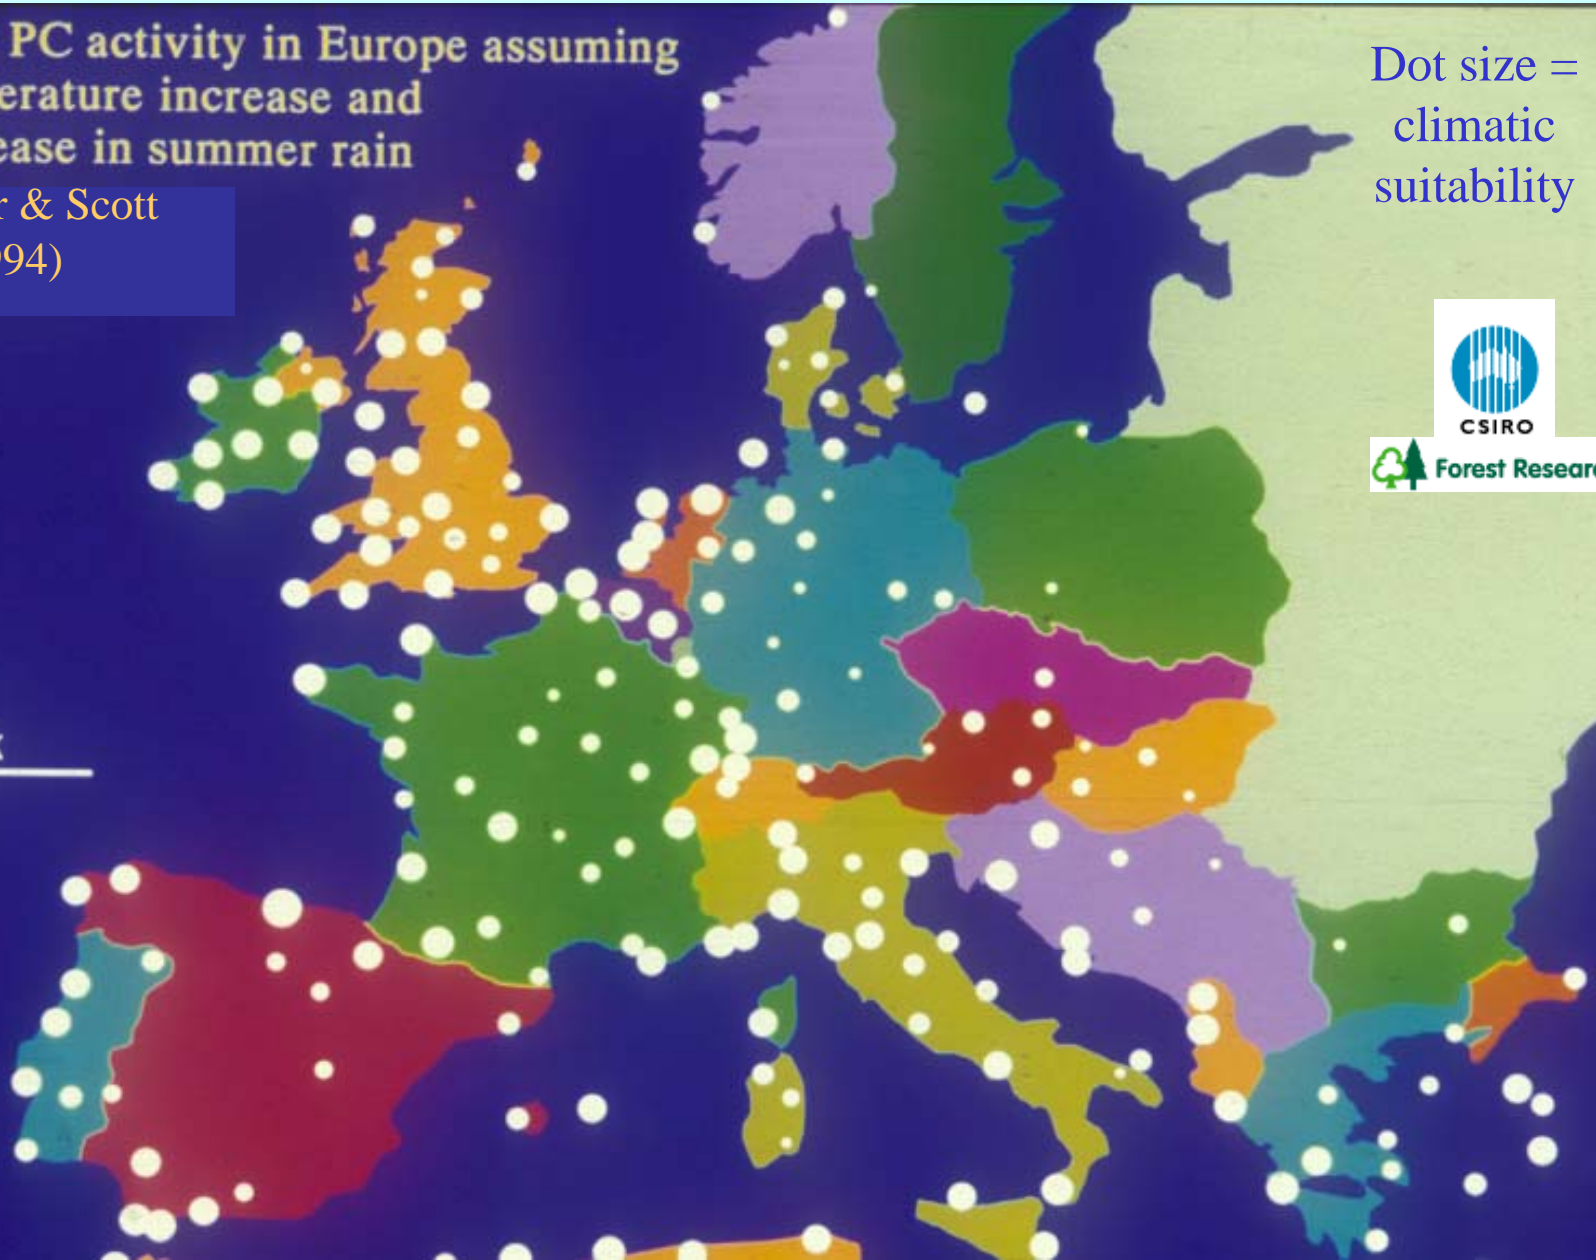 PC activity in Europe assuming
erature increase and
ease in summer rain
r & Scott
94)
Dot size =
climatic
suitability
CSIRO
Forest Resear